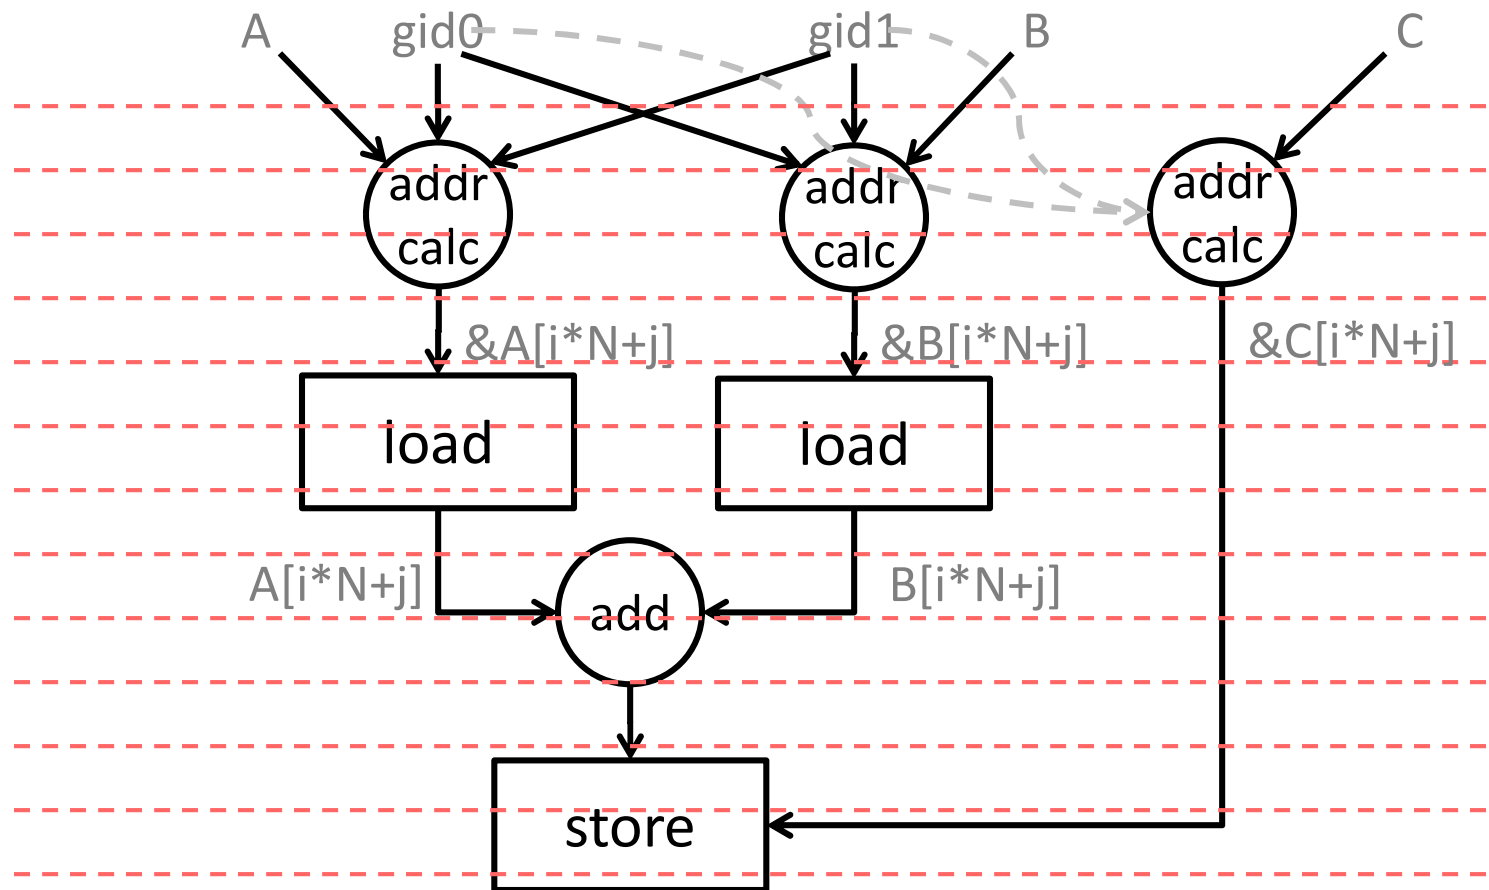 A
gid0
gid1
B
C
addr
calc
addr
calc
addr
calc
&A[i*N+j]
&B[i*N+j]
&C[i*N+j]
load
load
A[i*N+j]
add
B[i*N+j]
store